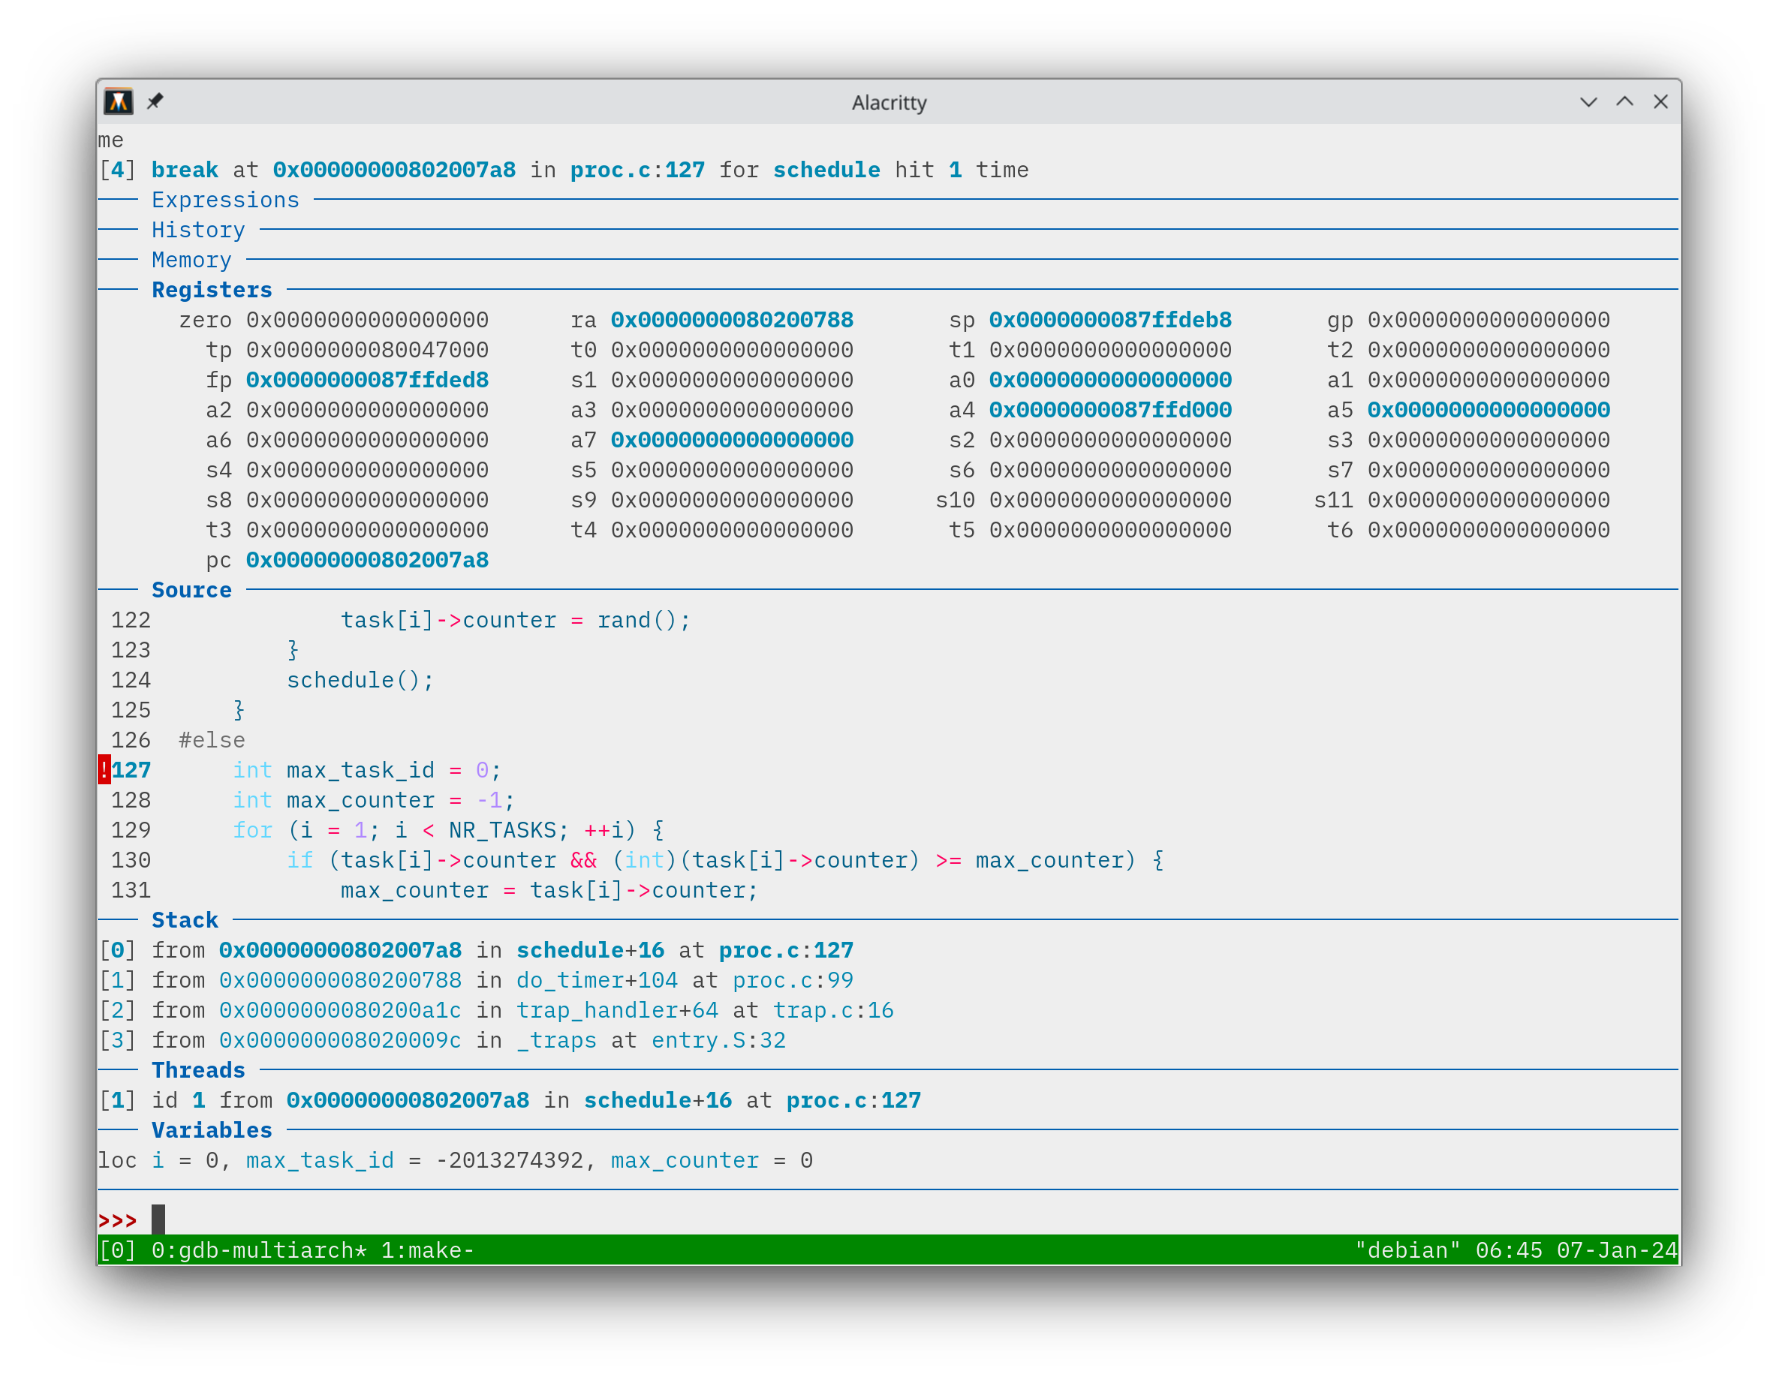 Alacritty
me
[4] break at 0x00000000802007a8 in proc.c:127 for schedule hit 1 time
Expressions
History
Memory
Registers
zero 0x0000000000000000 ra 0x0000000080200788 sp 0x0000000087ffdeb8 gp 0x0000000000000000
tp 0x0000000080047000 t0 0x0000000000000000 t1 0x0000000000000000 t2 0x0000000000000000
fp 0x0000000087ffded8 s1 0x0000000000000000 a0 0x0000000000000000 a1 0x0000000000000000
a2 0x0000000000000000 a3 0x0000000000000000 a4 0x0000000087ffd000 a5 0x0000000000000000
a6 0x0000000000000000 a7 0x0000000000000000 s2 0x0000000000000000 s3 0x0000000000000000
s4 0x0000000000000000 s5 0x0000000000000000 s6 0x0000000000000000 s7 0x0000000000000000
s8 0x0000000000000000 s9 0x0000000000000000 s10 0x0000000000000000 s11 0x0000000000000000
t3 0x0000000000000000 t4 0x0000000000000000 t5 0x0000000000000000 t6 0x0000000000000000
pc 0x00000000802007a8
Source
122 task[i]->counter = rand();
123 }
124 schedule();
125 }
126 #else
!127 int max_task_id = 0;
128 int max_counter = -1;
129 for (i = 1; i < NR_TASKS; ++i) {
130 if (task[i]->counter && (int)(task[i]->counter) >= max_counter) {
131 max_counter = task[i]->counter;
Stack
[0] from 0x00000000802007a8 in schedule+16 at proc.c:127
[1] from 0x0000000080200788 in do_timer+104 at proc.c:99
[2] from 0x0000000080200a1c in trap_handler+64 at trap.c:16
[3] from 0x000000008020009c in _traps at entry.S:32
Threads
[1] id 1 from 0x00000000802007a8 in schedule+16 at proc.c:127
Variables
loc i = 0, max_task_id = -2013274392, max_counter = 0
>>>
[0] 0:gdb-multiarch* 1:make- "debian" 06:45 07-Jan-24